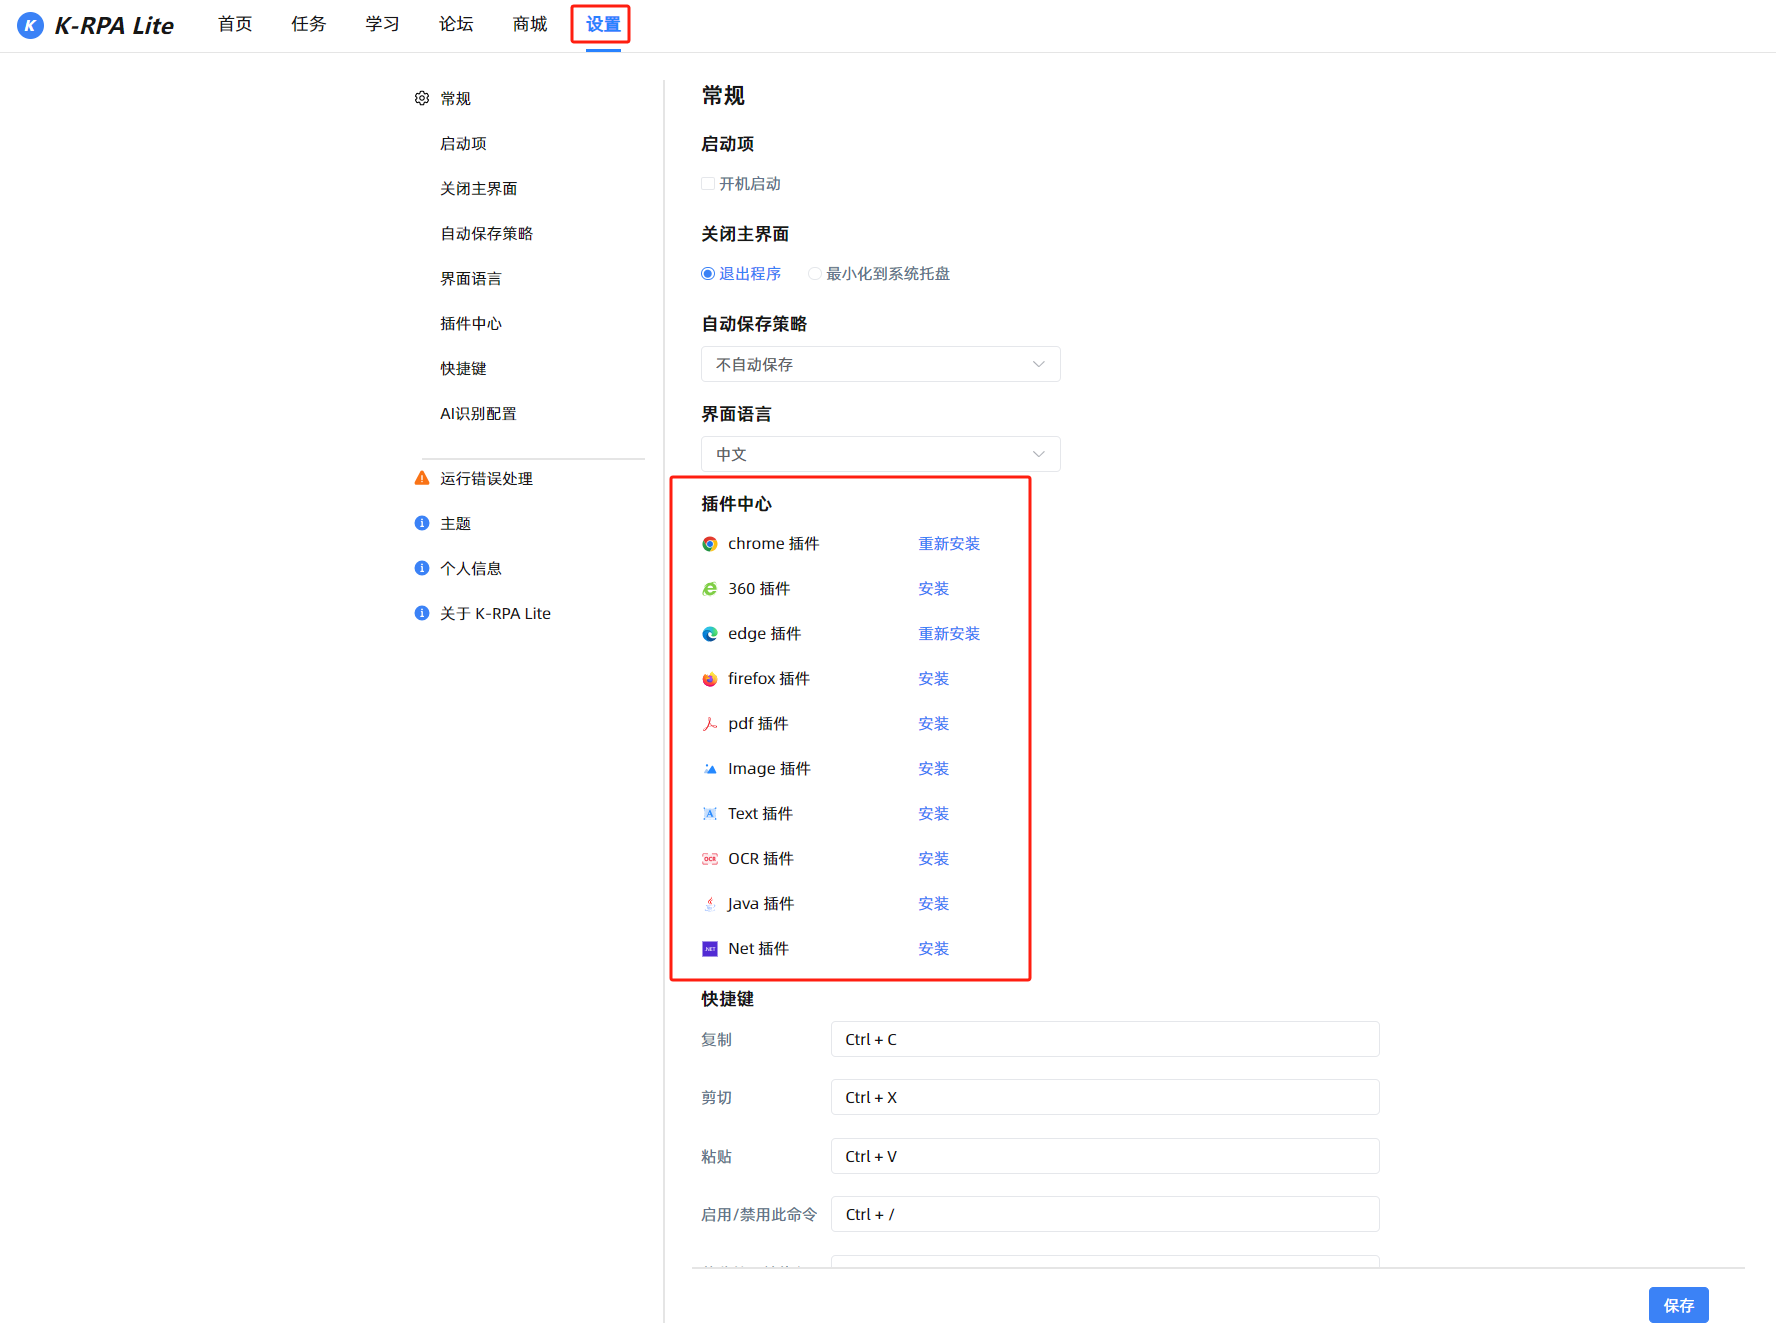 K K-RPA Lite 首页 任务 学习 论坛 商城 设置
常规
启动项
关闭主界面
自动保存策略
界面语言
插件中心
快捷键
AI识别配置
运行错误处理
主题
个人信息
关于 K-RPA Lite
常规
启动项
开机启动
关闭主界面
退出程序 最小化到系统托盘
自动保存策略
不自动保存
界面语言
中文
插件中心
chrome 插件 重新安装
360 插件 安装
edge 插件 重新安装
firefox 插件 安装
pdf 插件 安装
Image 插件 安装
Text 插件 安装
OCR 插件 安装
Java 插件 安装
Net 插件 安装
快捷键
复制 Ctrl + C
剪切 Ctrl + X
粘贴 Ctrl + V
启用/禁用此命令 Ctrl + /
保存